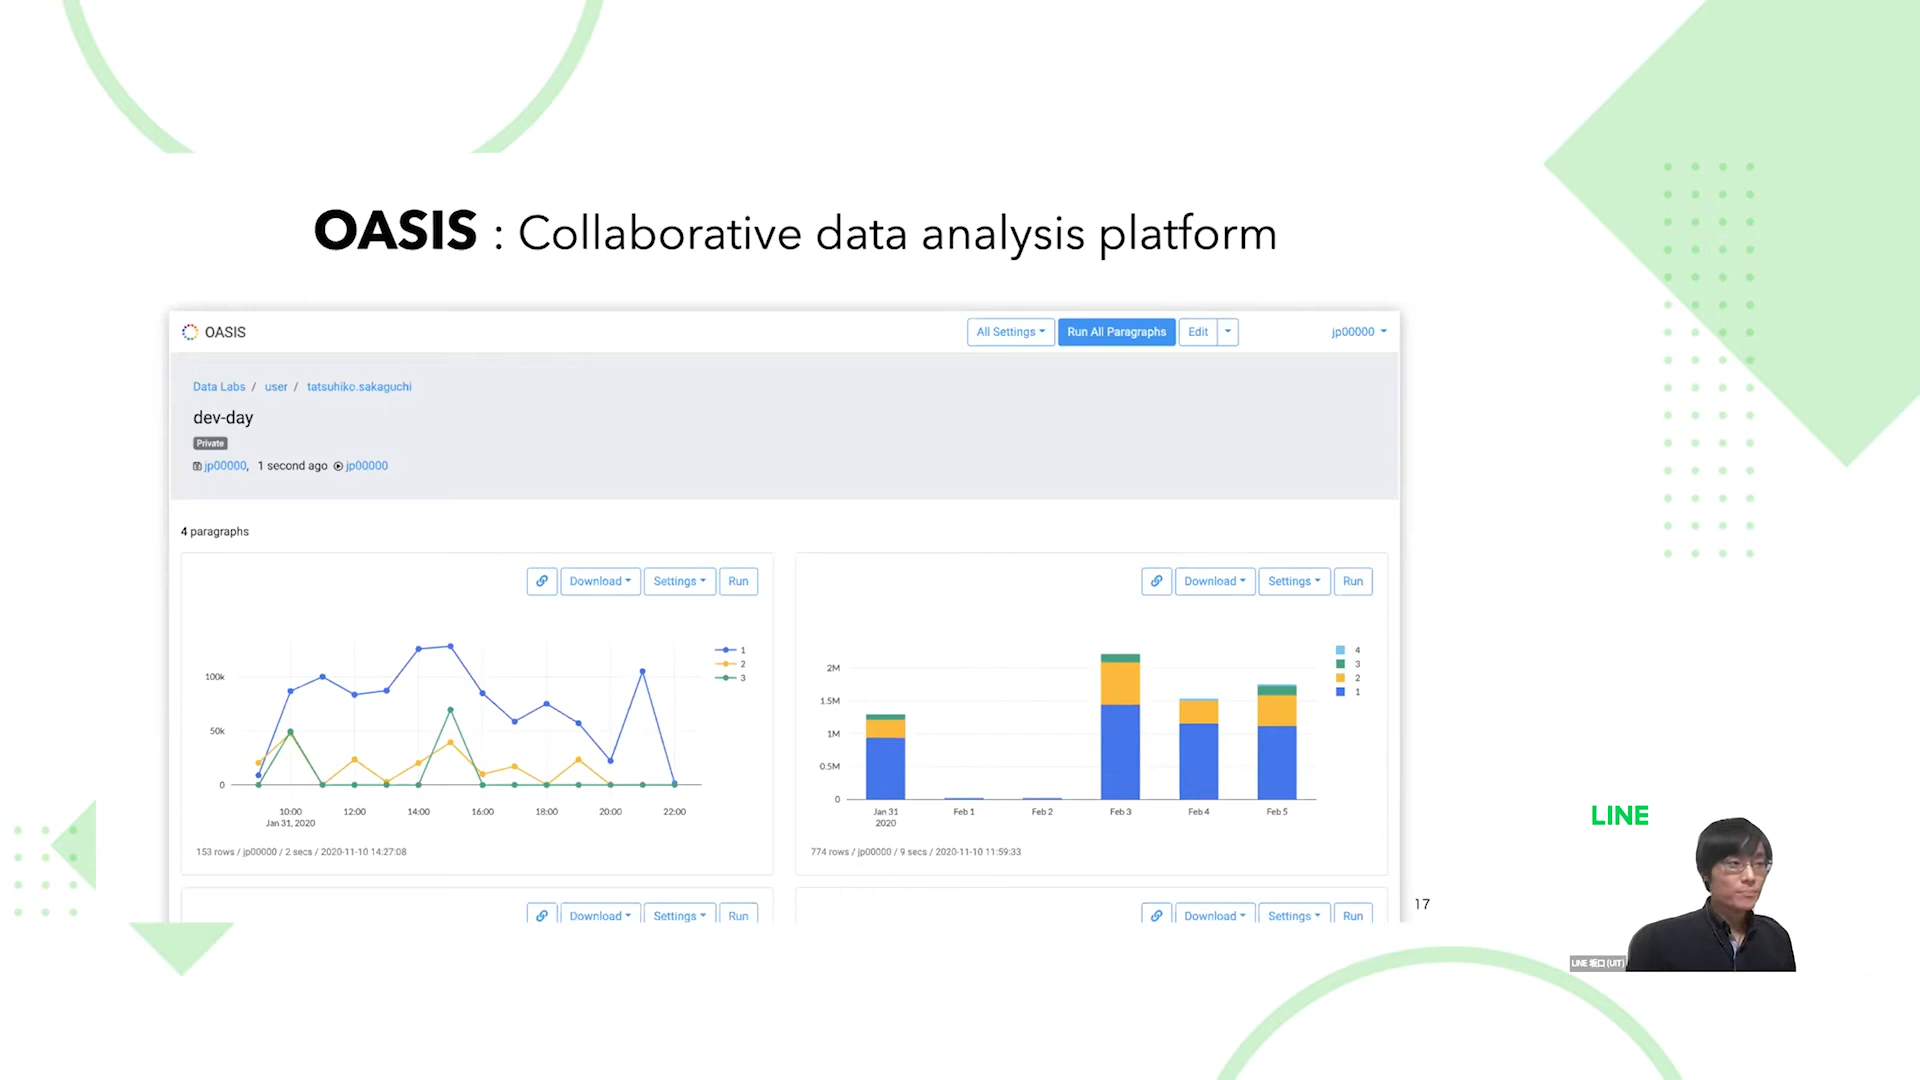 OASIS : Collaborative data analysis platform
OASIS
All Settings
Run All Paragraphs
Edit
jp00000
Data Labs / user / tatsuhiko.sakaguchi
dev-day
Private
jp00000, 1 second ago jp00000
4 paragraphs
Download
Settings
Run
100k
50k
0
10:00
12:00
14:00
16:00
18:00
20:00
22:00
Jan 31, 2020
1
2
3
153 rows / jp00000 / 2 secs / 2020-11-10 14:27:08
Download
Settings
Run
2M
1.5M
1M
0.5M
0
Jan 31
2020
Feb 1
Feb 2
Feb 3
Feb 4
Feb 5
4
3
2
1
774 rows / jp00000 / 9 secs / 2020-11-10 11:59:33
Download
Settings
Run
Download
Settings
Run
17
LINE
LINE 坂口 (UIT)